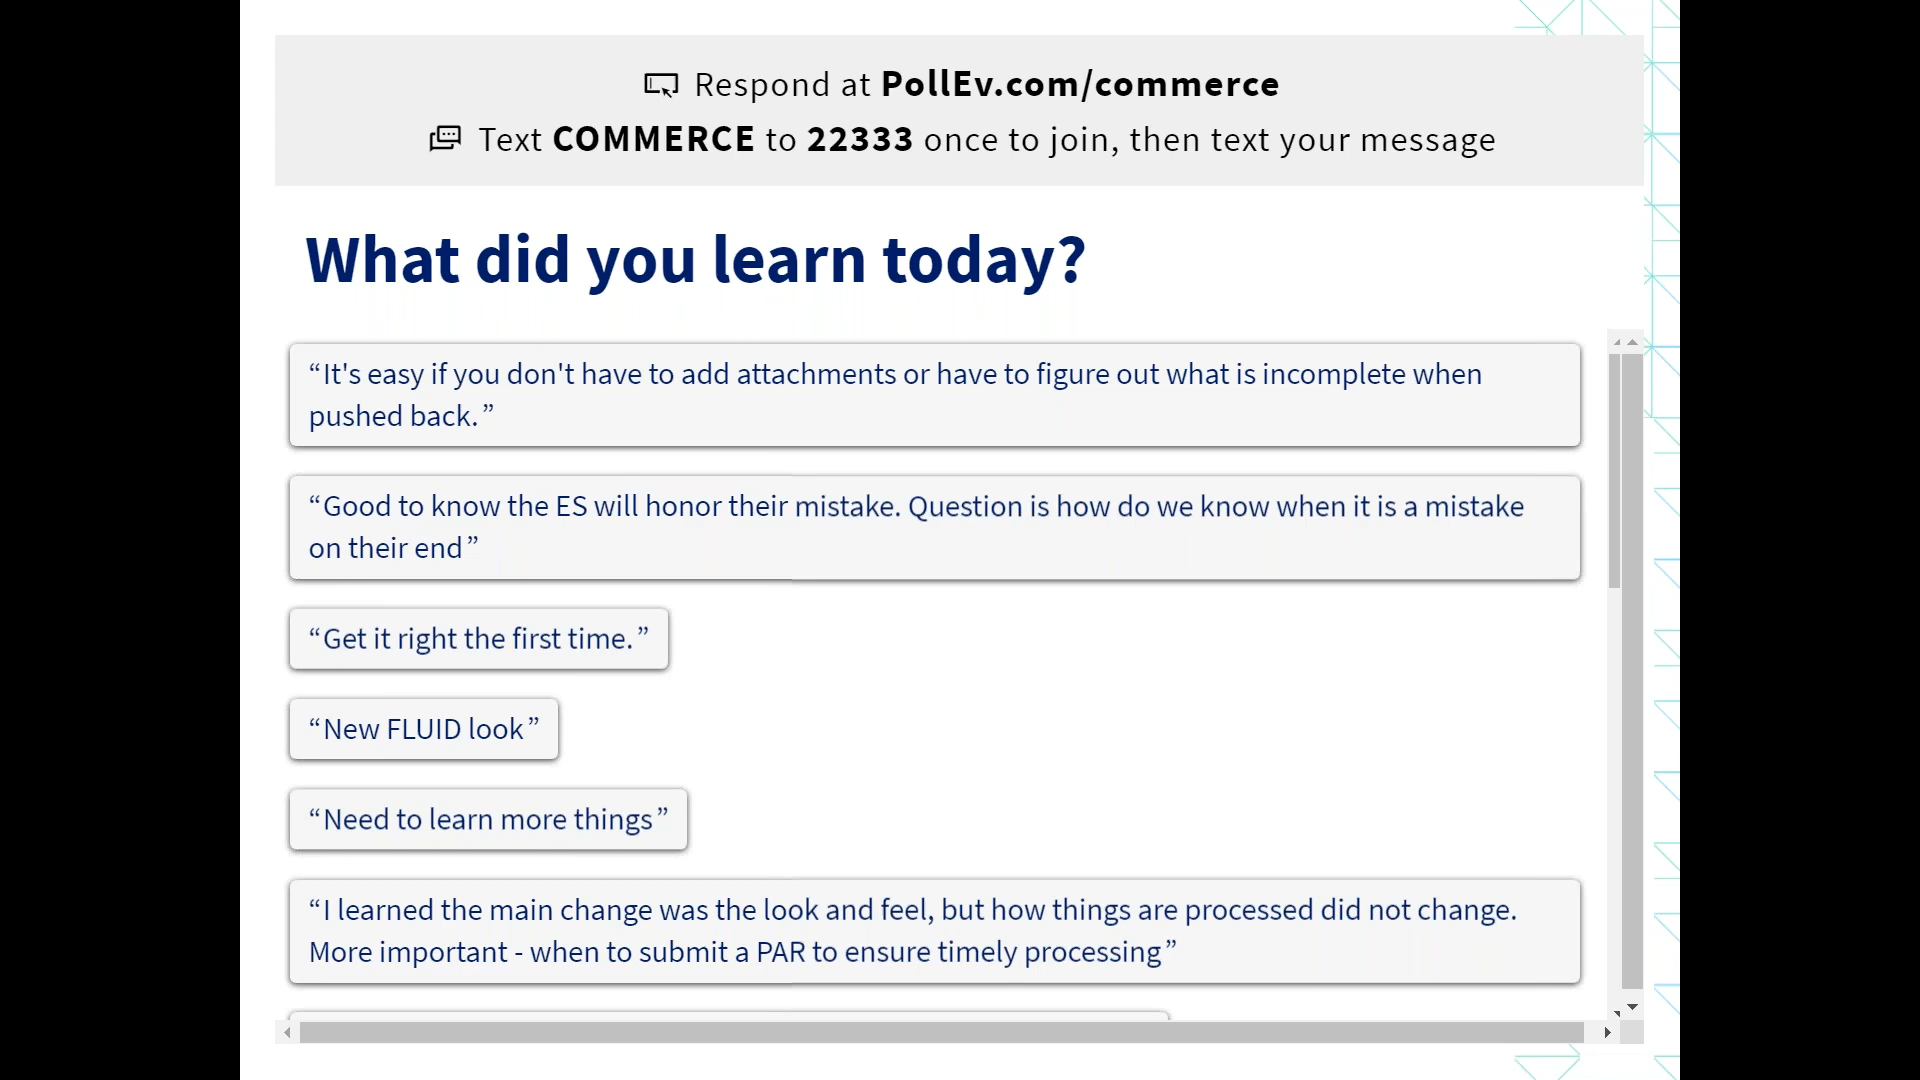 Respond at PollEv.com/commerce
Text COMMERCE to 22333 once to join, then text your message
What did you learn today?
“It's easy if you don't have to add attachments or have to figure out what is incomplete when
pushed back.”
“Good to know the ES will honor their mistake. Question is how do we know when it is a mistake
on their end”
“Get it right the first time.”
“New FLUID look”
“Need to learn more things”
“I learned the main change was the look and feel, but how things are processed did not change.
More important - when to submit a PAR to ensure timely processing”